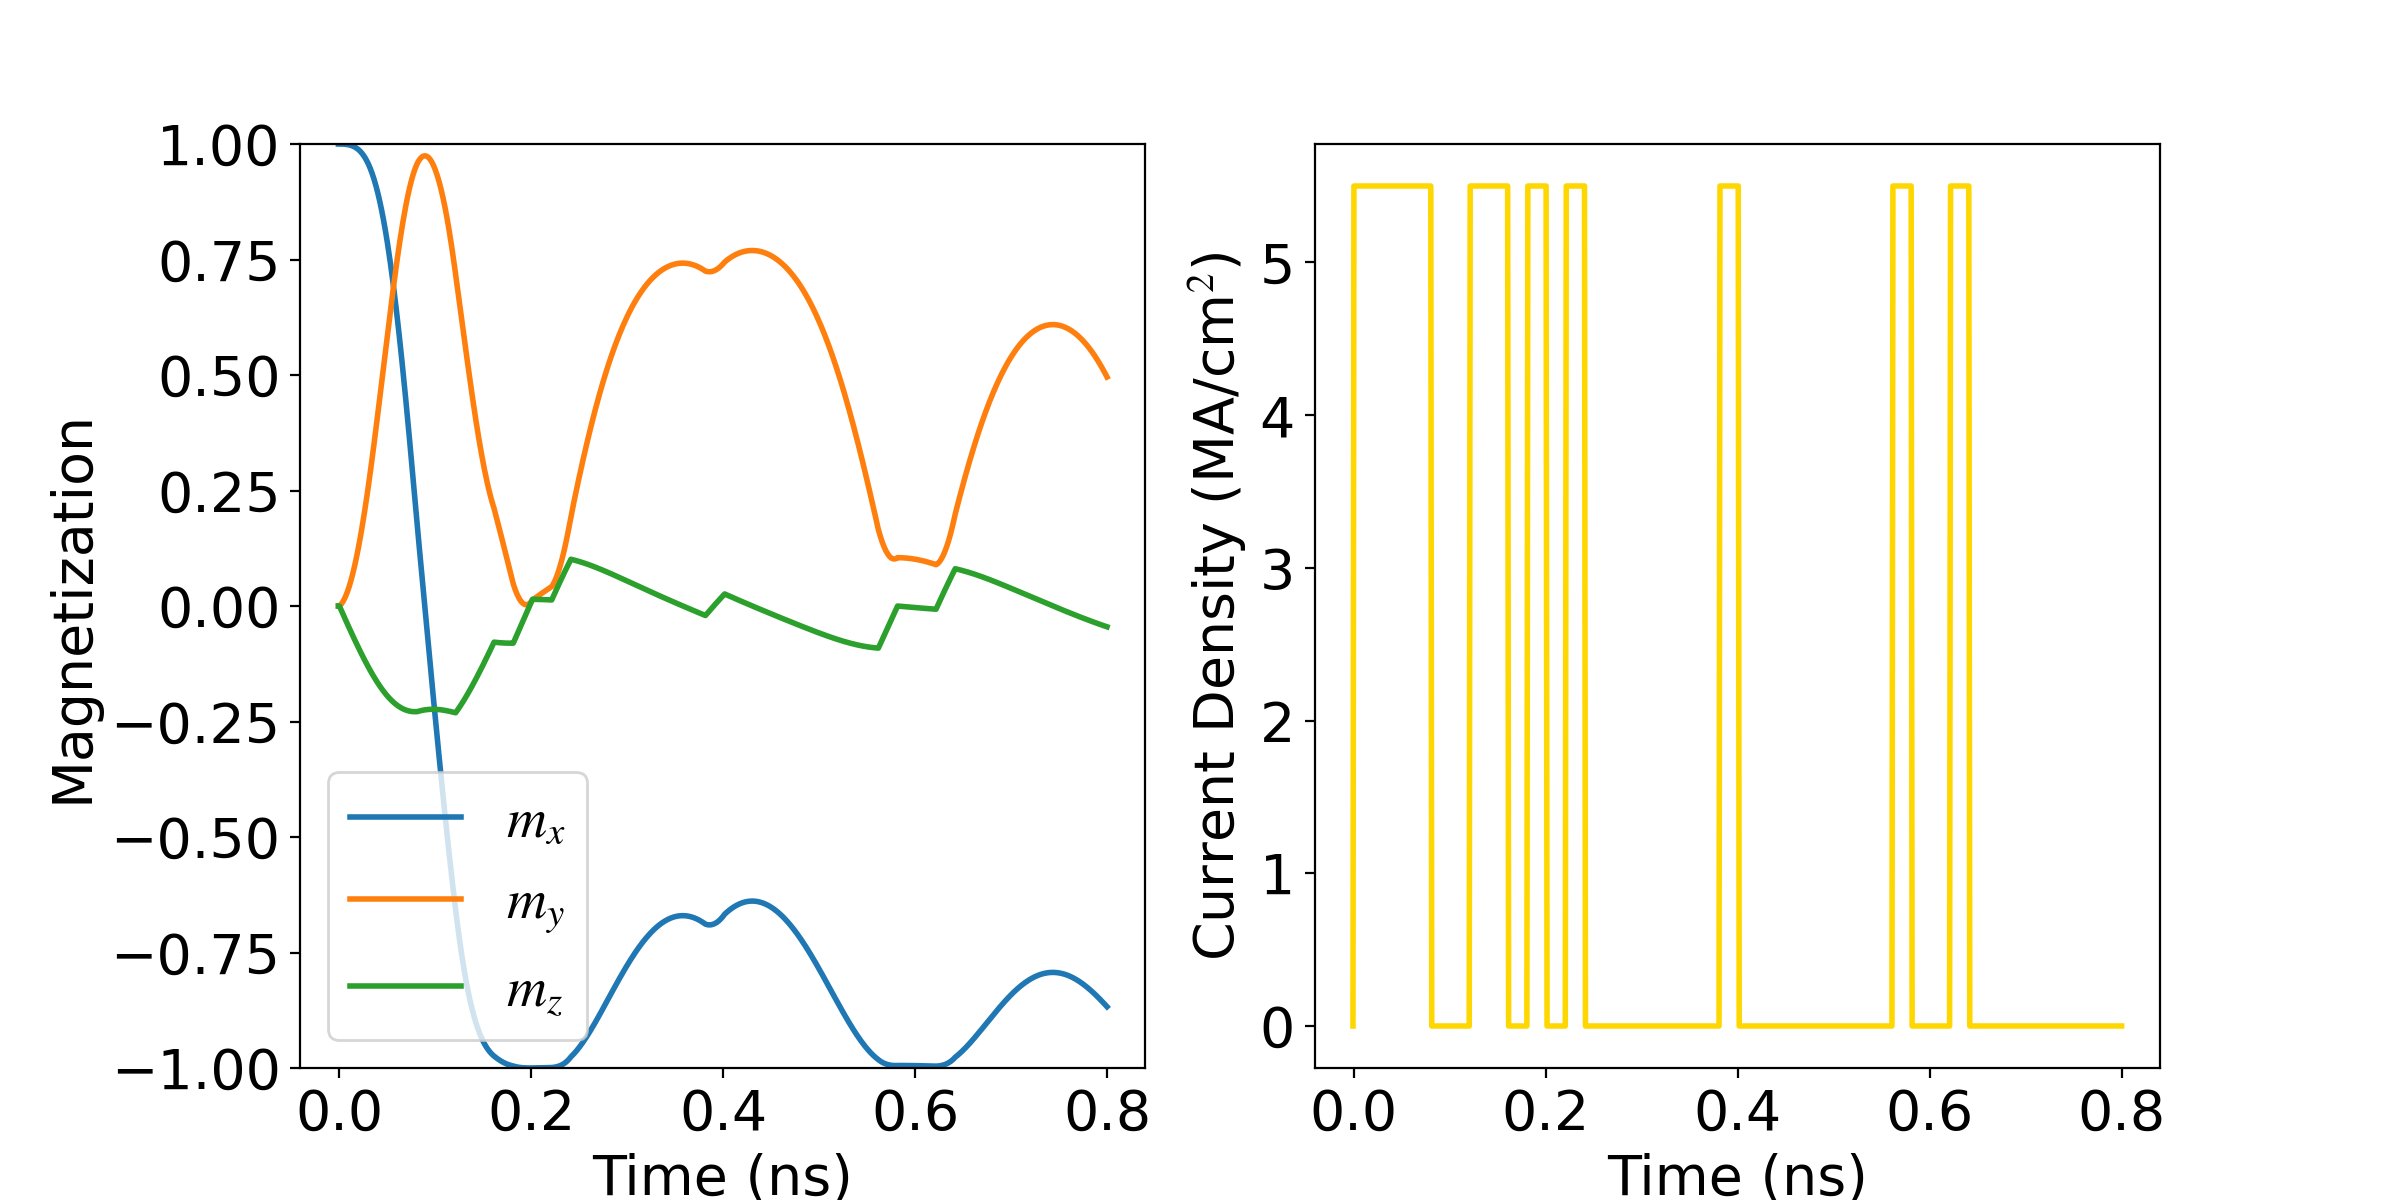 Magnetization
1.00
0.75
0.50
0.25
0.00
−0.25
−0.50
−0.75
−1.00
m_x
m_y
m_z
0.0 0.2 0.4 0.6 0.8
Time (ns)
Current Density (MA/cm²)
5
4
3
2
1
0
0.0 0.2 0.4 0.6 0.8
Time (ns)